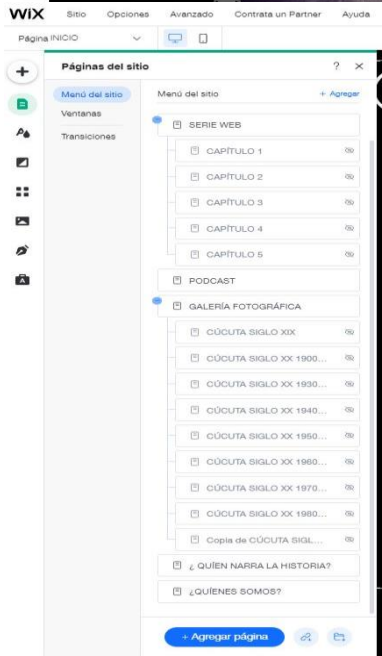 WiX Sitio Opciones Avanzado Contrata un Partner Ayuda
Página INICIO
Páginas del sitio ? ×
Menú del sitio
Ventanas
Transiciones
Menú del sitio + Agregar
SERIE WEB
CAPÍTULO 1
CAPÍTULO 2
CAPÍTULO 3
CAPÍTULO 4
CAPÍTULO 5
PODCAST
GALERÍA FOTOGRÁFICA
CÚCUTA SIGLO XIX
CÚCUTA SIGLO XX 1900...
CÚCUTA SIGLO XX 1930...
CÚCUTA SIGLO XX 1940...
CÚCUTA SIGLO XX 1950...
CÚCUTA SIGLO XX 1960...
CÚCUTA SIGLO XX 1970...
CÚCUTA SIGLO XX 1980...
Copia de CÚCUTA SIGL...
¿ QUÍEN NARRA LA HISTORIA?
¿QUÍENES SOMOS?
+ Agregar página